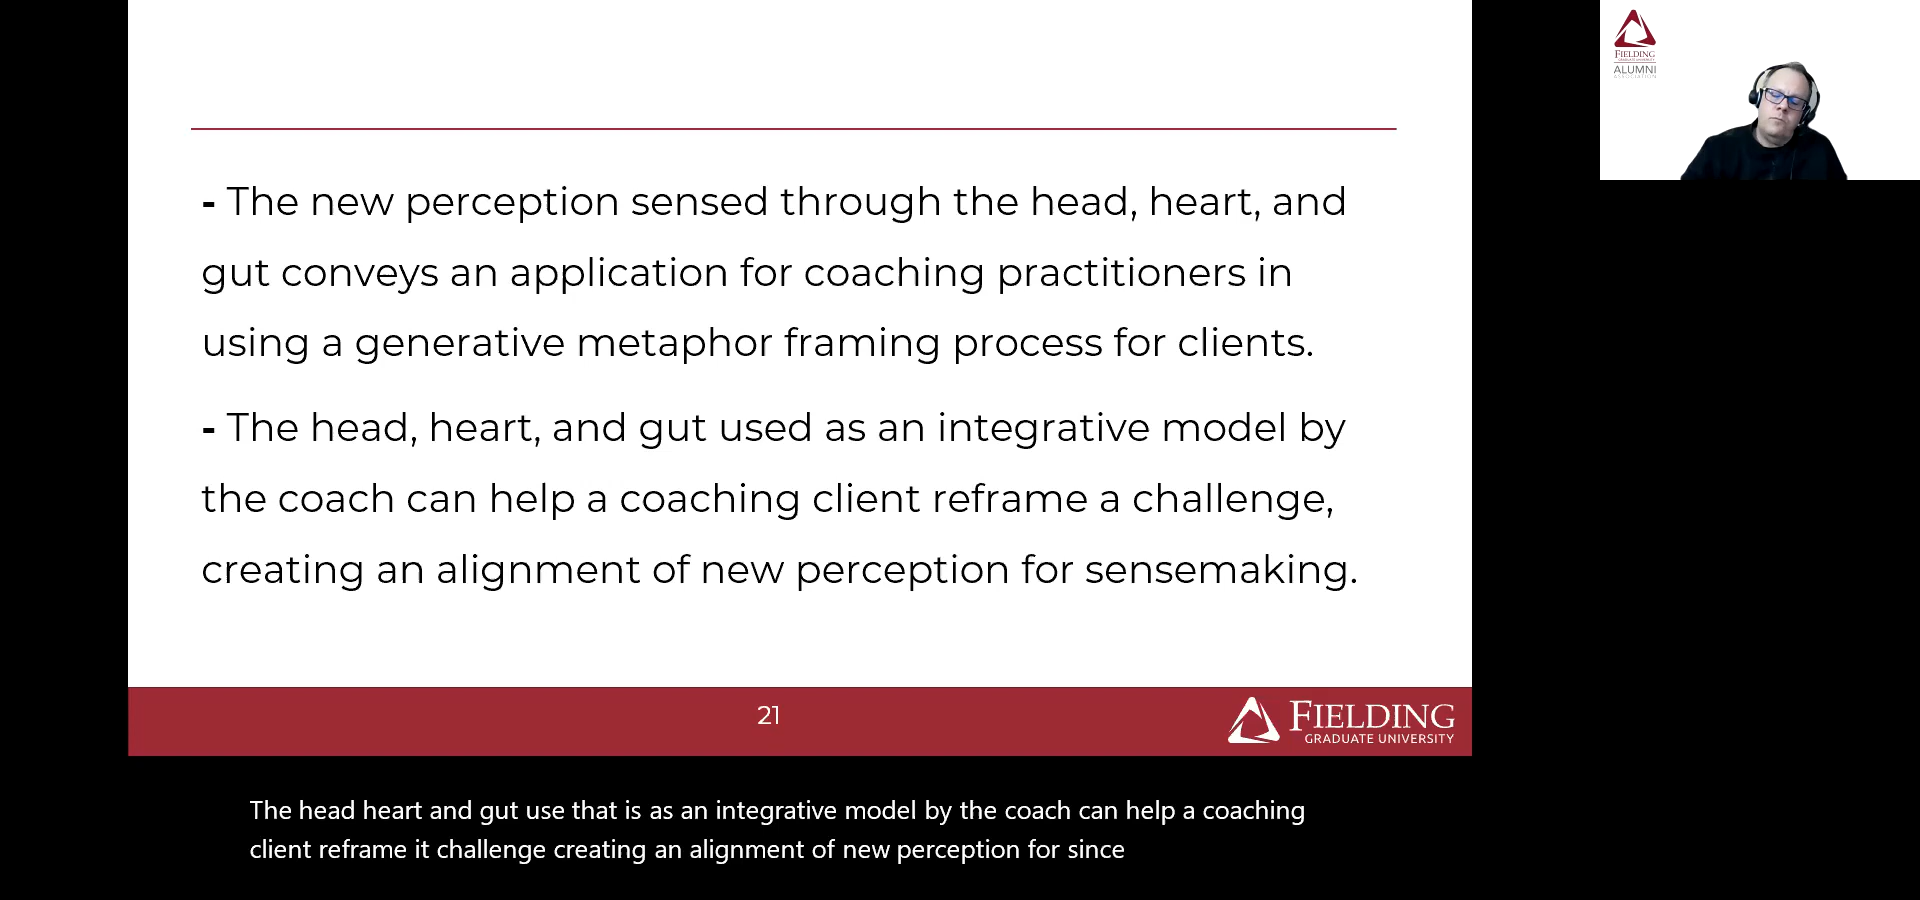 - The new perception sensed through the head, heart, and
gut conveys an application for coaching practitioners in
using a generative metaphor framing process for clients.
- The head, heart, and gut used as an integrative model by
the coach can help a coaching client reframe a challenge,
creating an alignment of new perception for sensemaking.
21
FIELDING
GRADUATE UNIVERSITY
FIELDING
GRADUATE UNIVERSITY
ALUMNI
ASSOCIATION
The head heart and gut use that is as an integrative model by the coach can help a coaching
client reframe it challenge creating an alignment of new perception for since